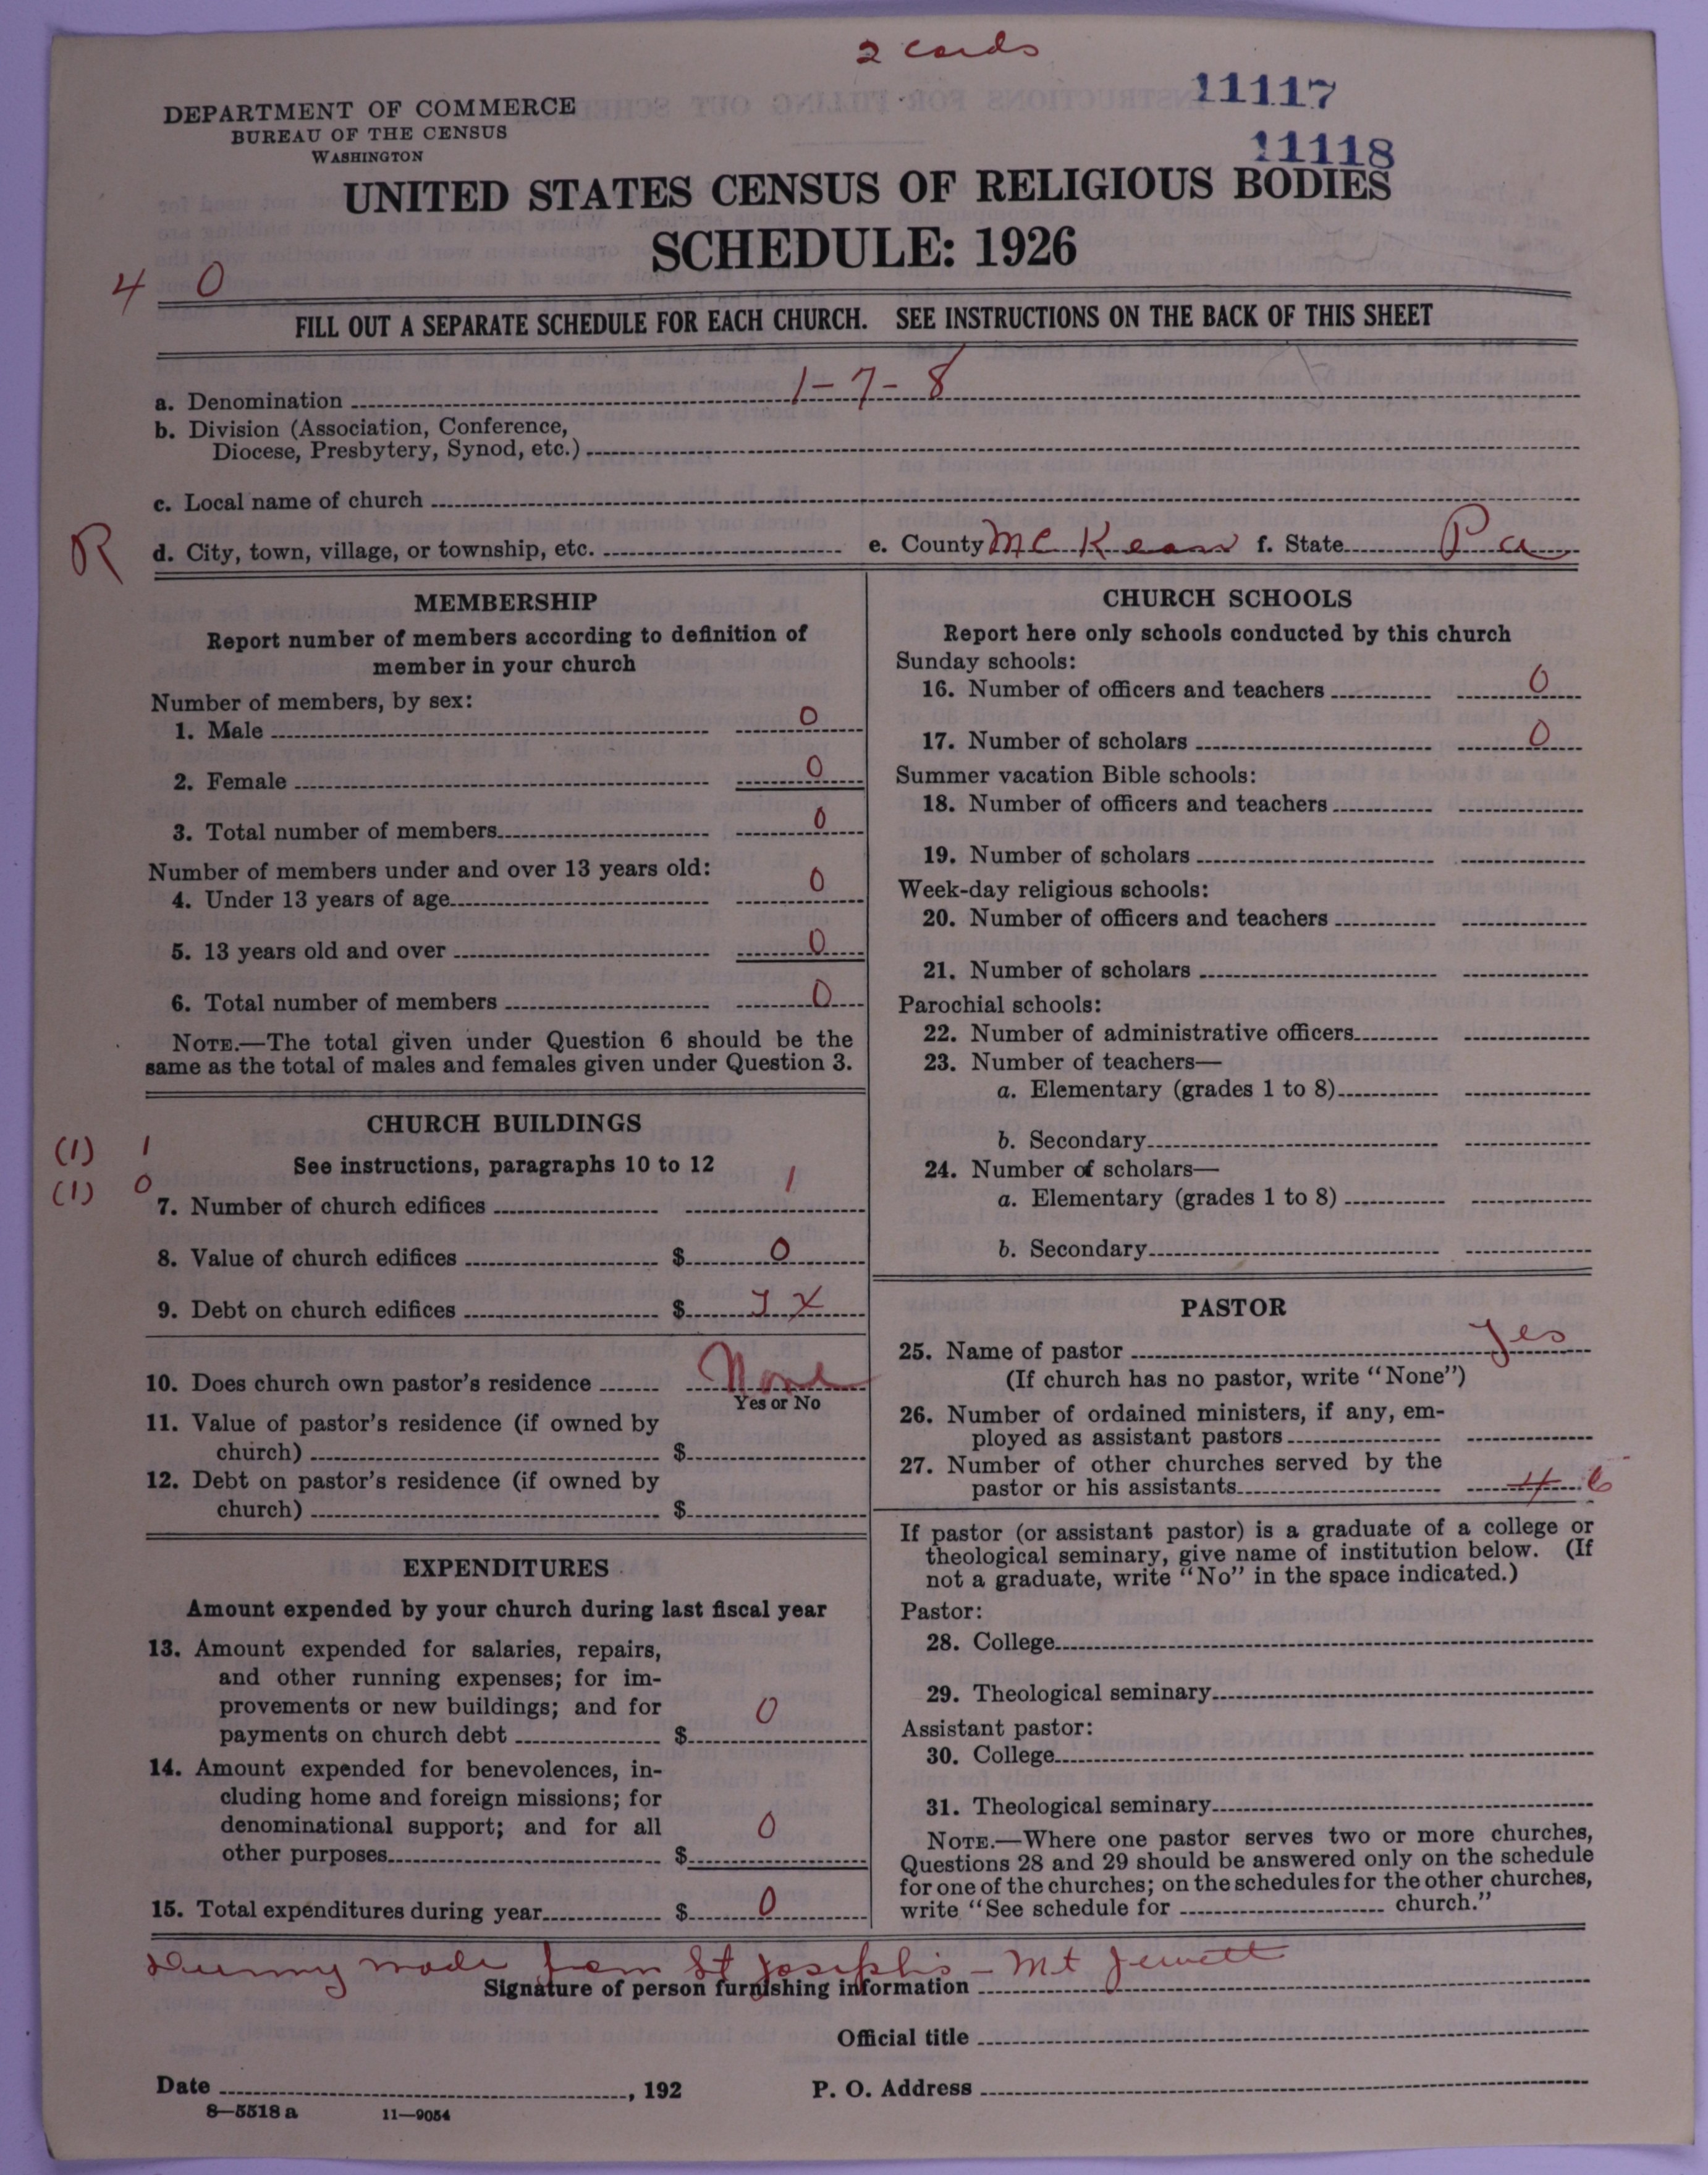 2 cards
11117
DEPARTMENT OF COMMERCE
BUREAU OF THE CENSUS
WASHINGTON
11118
UNITED STATES CENSUS OF RELIGIOUS BODIES
SCHEDULE: 1926
4 0
FILL OUT A SEPARATE SCHEDULE FOR EACH CHURCH. SEE INSTRUCTIONS ON THE BACK OF THIS SHEET
a. Denomination 1-7-8
b. Division (Association, Conference,
Diocese, Presbytery, Synod, etc.)
c. Local name of church
R
d. City, town, village, or township, etc. e. County McKean f. State Pa
MEMBERSHIP
Report number of members according to definition of
member in your church
Number of members, by sex:
1. Male 0
2. Female 0
3. Total number of members 0
Number of members under and over 13 years old:
4. Under 13 years of age 0
5. 13 years old and over 0
6. Total number of members 0
NOTE.—The total given under Question 6 should be the
same as the total of males and females given under Question 3.
CHURCH BUILDINGS
(1) 1
See instructions, paragraphs 10 to 12
(1) 0
7. Number of church edifices 1
8. Value of church edifices $ 0
9. Debt on church edifices $ X
10. Does church own pastor's residence None
Yes or No
11. Value of pastor's residence (if owned by
church) $
12. Debt on pastor's residence (if owned by
church) $
EXPENDITURES
Amount expended by your church during last fiscal year
13. Amount expended for salaries, repairs,
and other running expenses; for im-
provements or new buildings; and for
payments on church debt $ 0
14. Amount expended for benevolences, in-
cluding home and foreign missions; for
denominational support; and for all
other purposes $ 0
15. Total expenditures during year $ 0
CHURCH SCHOOLS
Report here only schools conducted by this church
Sunday schools:
16. Number of officers and teachers 0
17. Number of scholars 0
Summer vacation Bible schools:
18. Number of officers and teachers
19. Number of scholars
Week-day religious schools:
20. Number of officers and teachers
21. Number of scholars
Parochial schools:
22. Number of administrative officers
23. Number of teachers—
a. Elementary (grades 1 to 8)
b. Secondary
24. Number of scholars—
a. Elementary (grades 1 to 8)
b. Secondary
PASTOR
25. Name of pastor Yes
(If church has no pastor, write "None")
26. Number of ordained ministers, if any, em-
ployed as assistant pastors
27. Number of other churches served by the
pastor or his assistants 4 6
If pastor (or assistant pastor) is a graduate of a college or
theological seminary, give name of institution below. (If
not a graduate, write "No" in the space indicated.)
Pastor:
28. College
29. Theological seminary
Assistant pastor:
30. College
31. Theological seminary
NOTE.—Where one pastor serves two or more churches,
Questions 28 and 29 should be answered only on the schedule
for one of the churches; on the schedules for the other churches,
write "See schedule for church."
Dummy made from St Joseph's - Mt Jewett
Signature of person furnishing information
Official title
Date , 192 P. O. Address
8—5518 a 11—9054